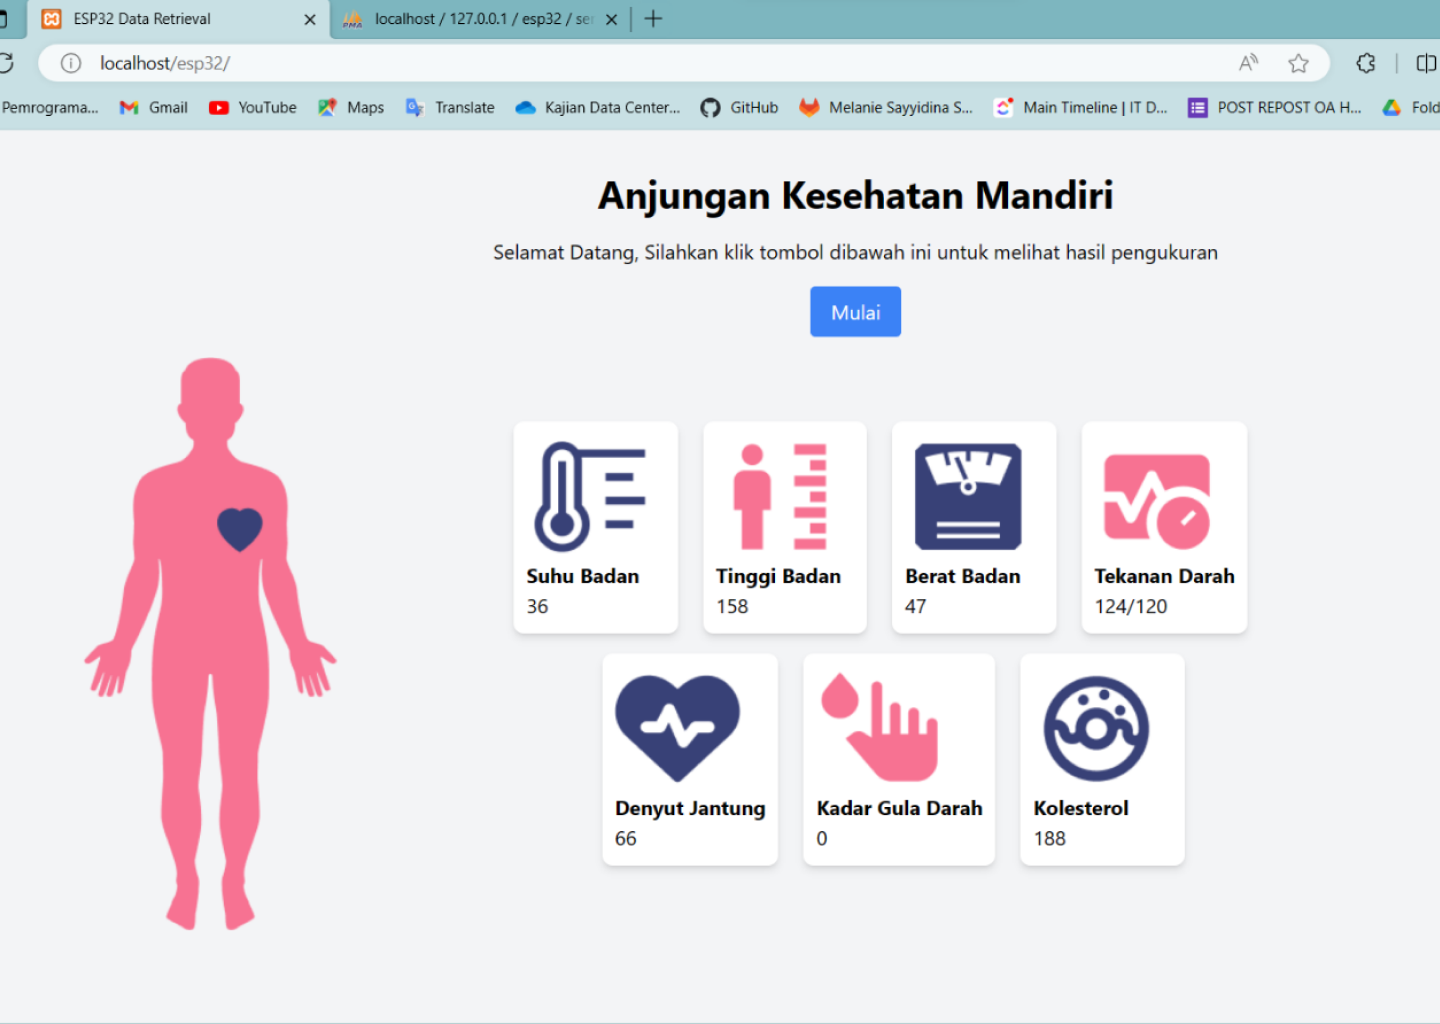 ESP32 Data Retrieval
localhost / 127.0.0.1 / esp32 / se
localhost/esp32/
Pemrograma... Gmail YouTube Maps Translate Kajian Data Center... GitHub Melanie Sayyidina S... Main Timeline | IT D... POST REPOST OA H... Fold
Anjungan Kesehatan Mandiri
Selamat Datang, Silahkan klik tombol dibawah ini untuk melihat hasil pengukuran
Mulai
Suhu Badan
36
Tinggi Badan
158
Berat Badan
47
Tekanan Darah
124/120
Denyut Jantung
66
Kadar Gula Darah
0
Kolesterol
188